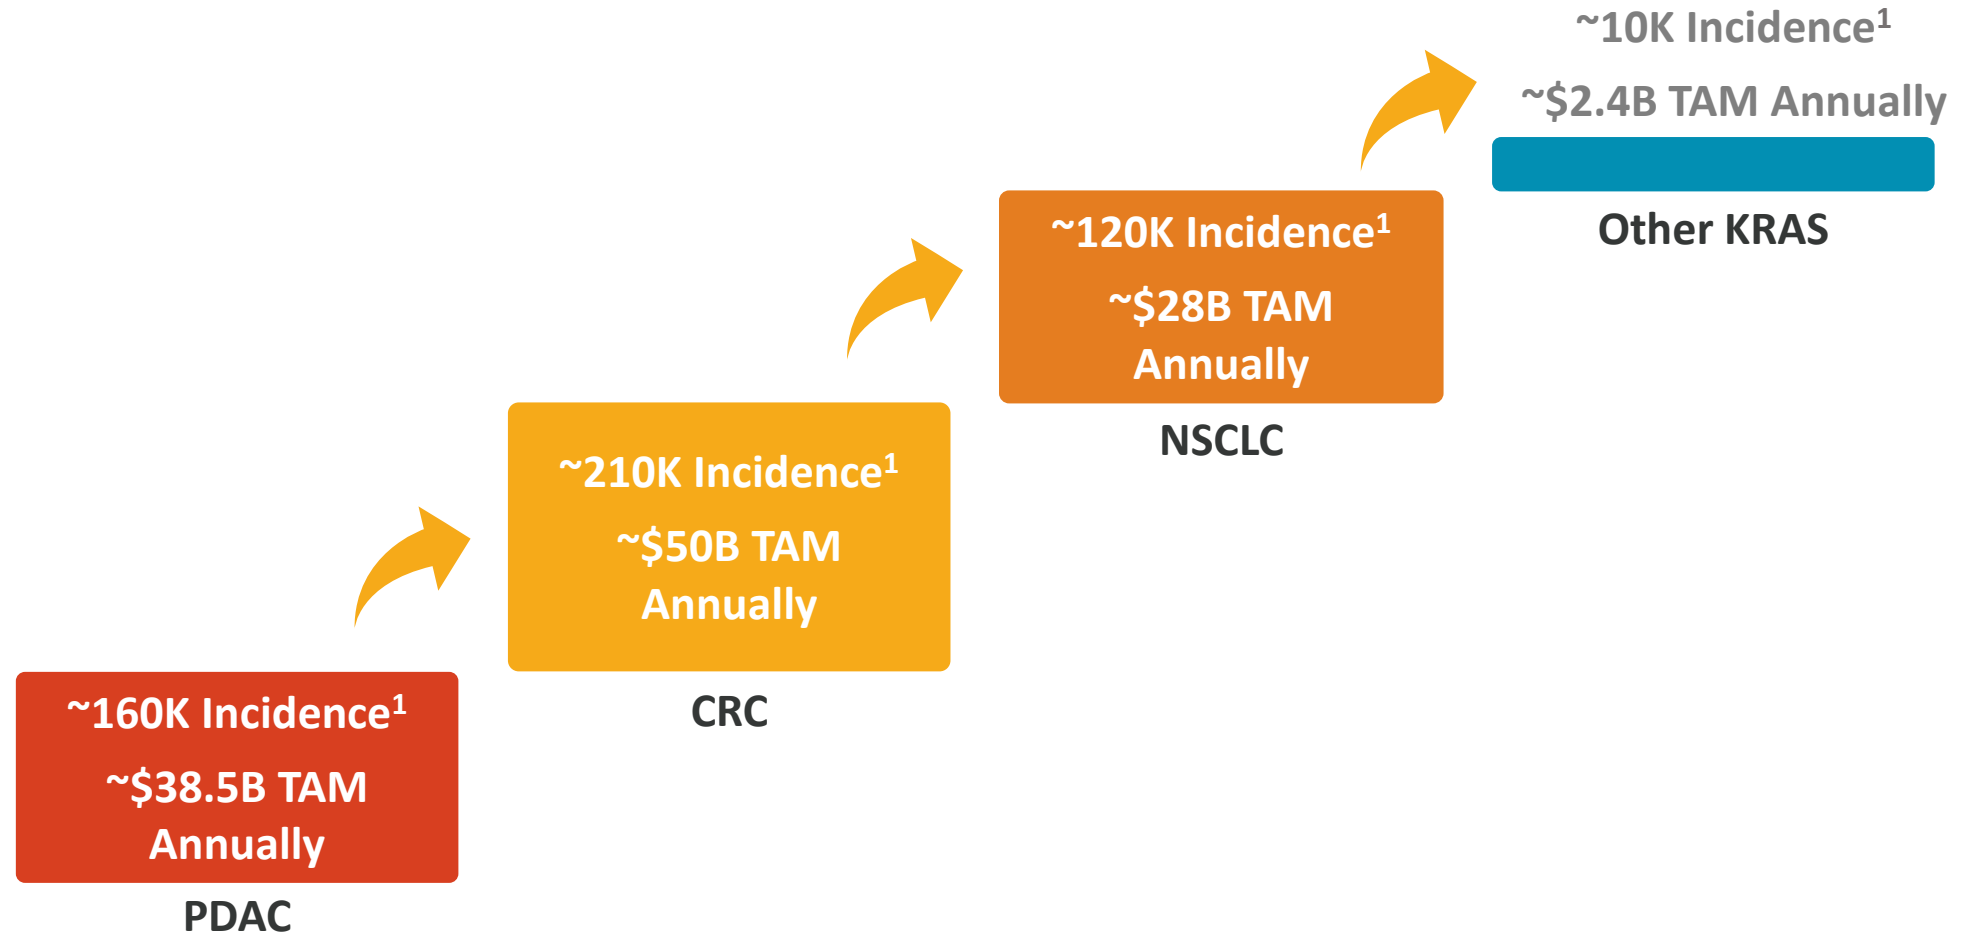 ~10K Incidence¹
~$2.4B TAM Annually
Other KRAS
~120K Incidence¹
~$28B TAM
Annually
NSCLC
~210K Incidence¹
~$50B TAM
Annually
CRC
~160K Incidence¹
~$38.5B TAM
Annually
PDAC